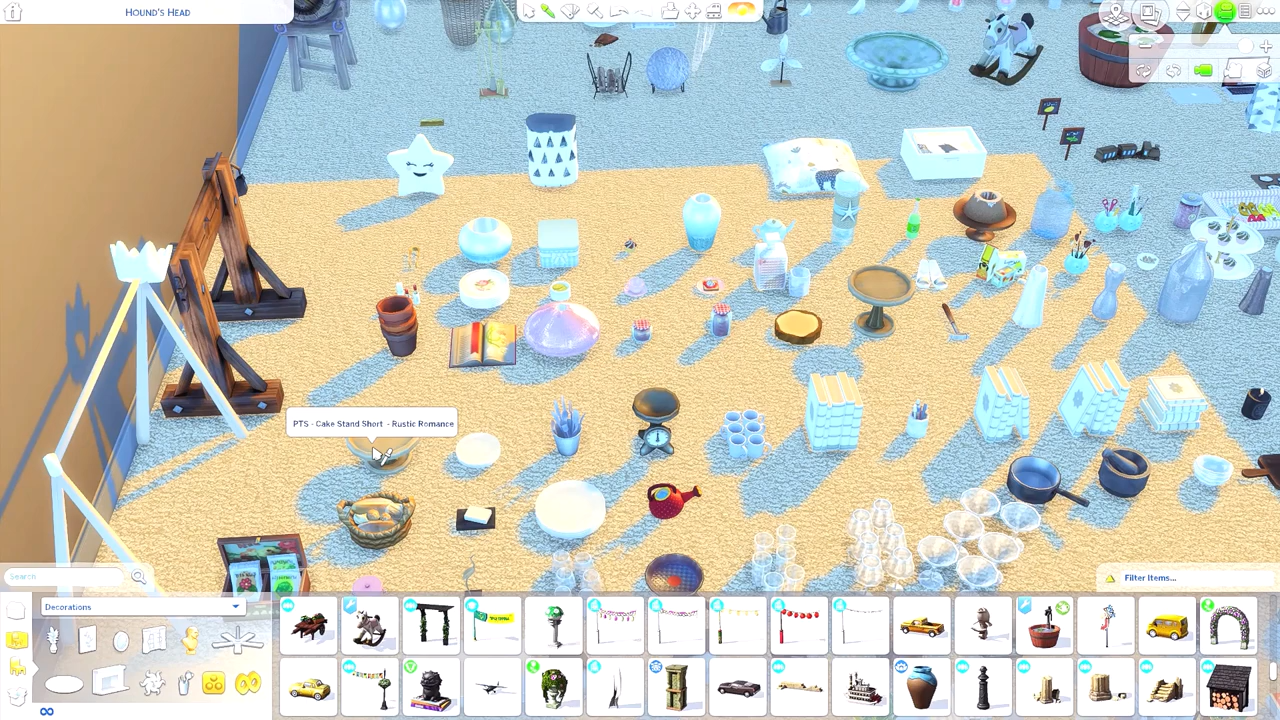 HOUND'S HEAD
PTS - Cake Stand Short - Rustic Romance
Search
Filter Items...
Decorations